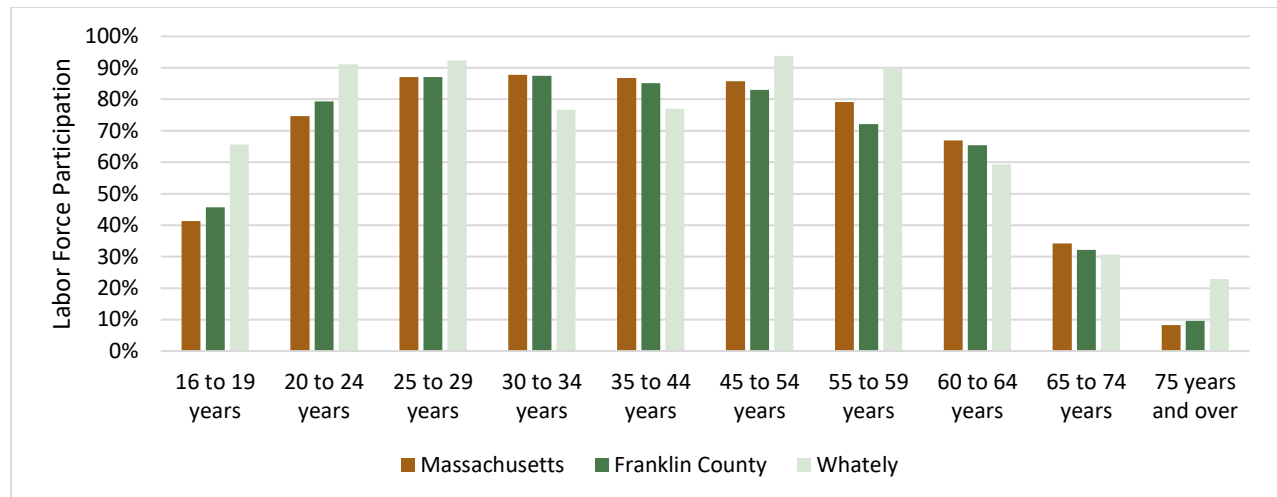 Labor Force Participation
100%
90%
80%
70%
60%
50%
40%
30%
20%
10%
0%
16 to 19
years
20 to 24
years
25 to 29
years
30 to 34
years
35 to 44
years
45 to 54
years
55 to 59
years
60 to 64
years
65 to 74
years
75 years
and over
Massachusetts
Franklin County
Whately